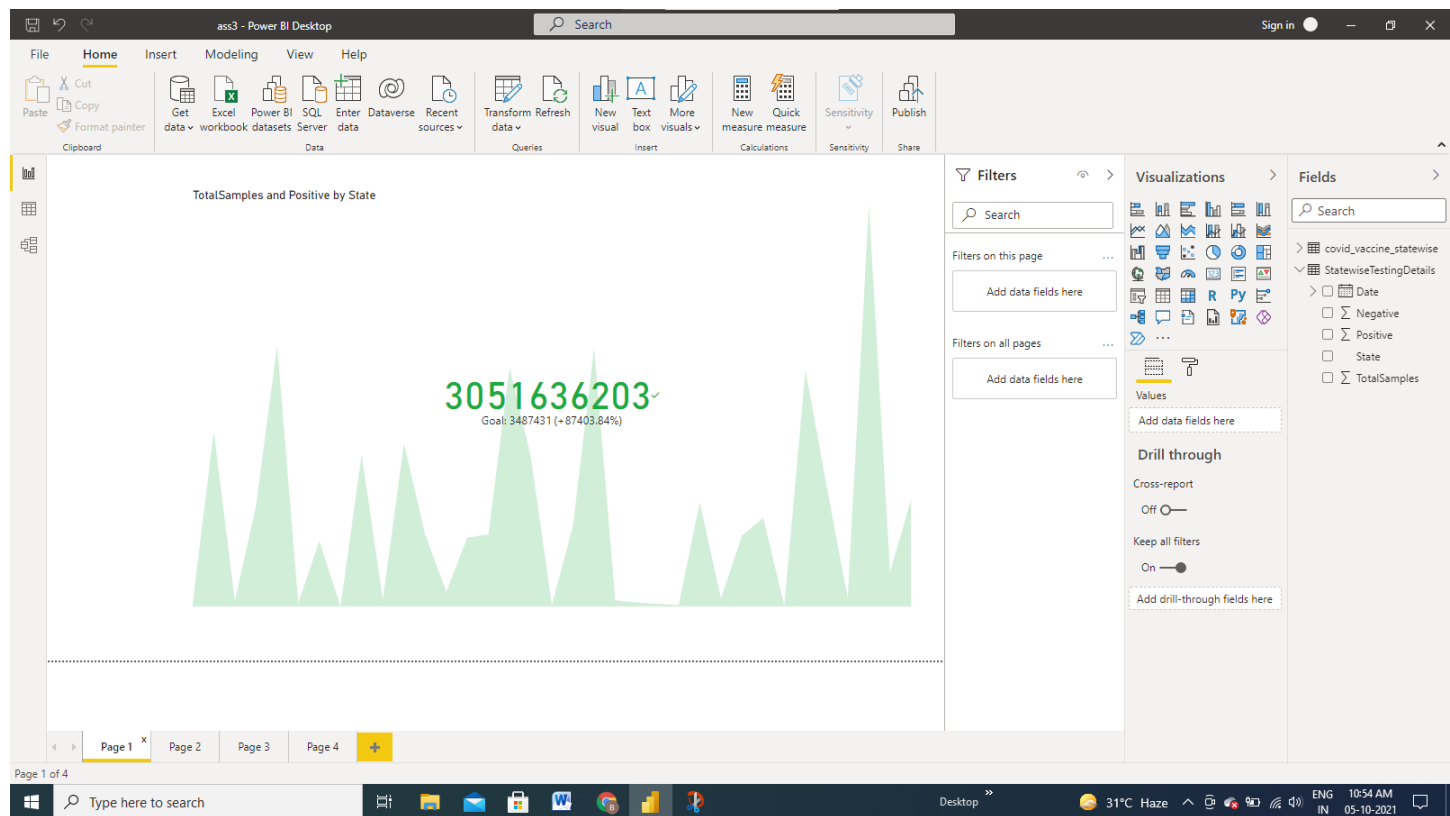 ass3 - Power BI Desktop
Search
Sign in
File Home Insert Modeling View Help
Paste
Cut
Copy
Format painter
Clipboard
Get data
Excel workbook
Power BI datasets
SQL Server
Enter data
Dataverse
Recent sources
Data
Transform data
Refresh
Queries
New visual
Text box
More visuals
Insert
New measure
Quick measure
Calculations
Sensitivity
Sensitivity
Publish
Share
TotalSamples and Positive by State
3051636203
Goal: 3487431 (+87403.84%)
Filters
Search
Filters on this page ...
Add data fields here
Filters on all pages ...
Add data fields here
Visualizations
123
R Py
...
Values
Add data fields here
Drill through
Cross-report
Off
Keep all filters
On
Add drill-through fields here
Fields
Search
covid_vaccine_statewise
StatewiseTestingDetails
Date
∑ Negative
∑ Positive
State
∑ TotalSamples
Page 1 x Page 2 Page 3 Page 4 +
Page 1 of 4
Type here to search
Desktop »
31°C Haze
ENG
IN
10:54 AM
05-10-2021